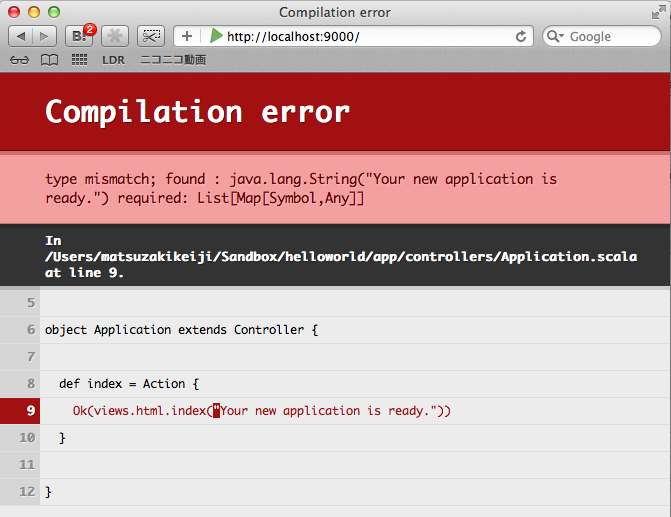 Compilation error
B!
2
http://localhost:9000/
Google
LDR
ニコニコ動画
Compilation error
type mismatch; found : java.lang.String("Your new application is
ready.") required: List[Map[Symbol,Any]]
In
/Users/matsuzakikeiji/Sandbox/helloworld/app/controllers/Application.scala
at line 9.
5
6 object Application extends Controller {
7
8 def index = Action {
9 Ok(views.html.index("Your new application is ready."))
10 }
11
12 }